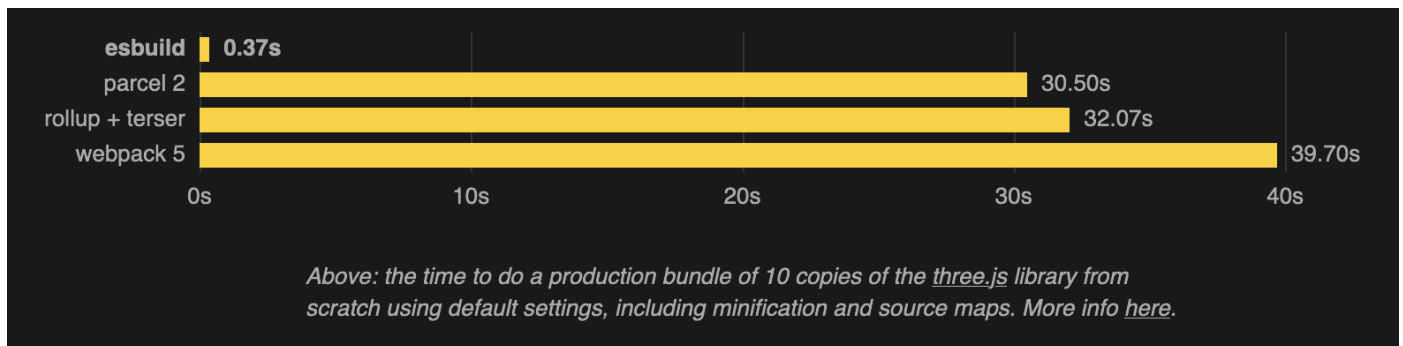 esbuild 0.37s
parcel 2 30.50s
rollup + terser 32.07s
webpack 5 39.70s
0s 10s 20s 30s 40s
Above: the time to do a production bundle of 10 copies of the three.js library from
scratch using default settings, including minification and source maps. More info here.